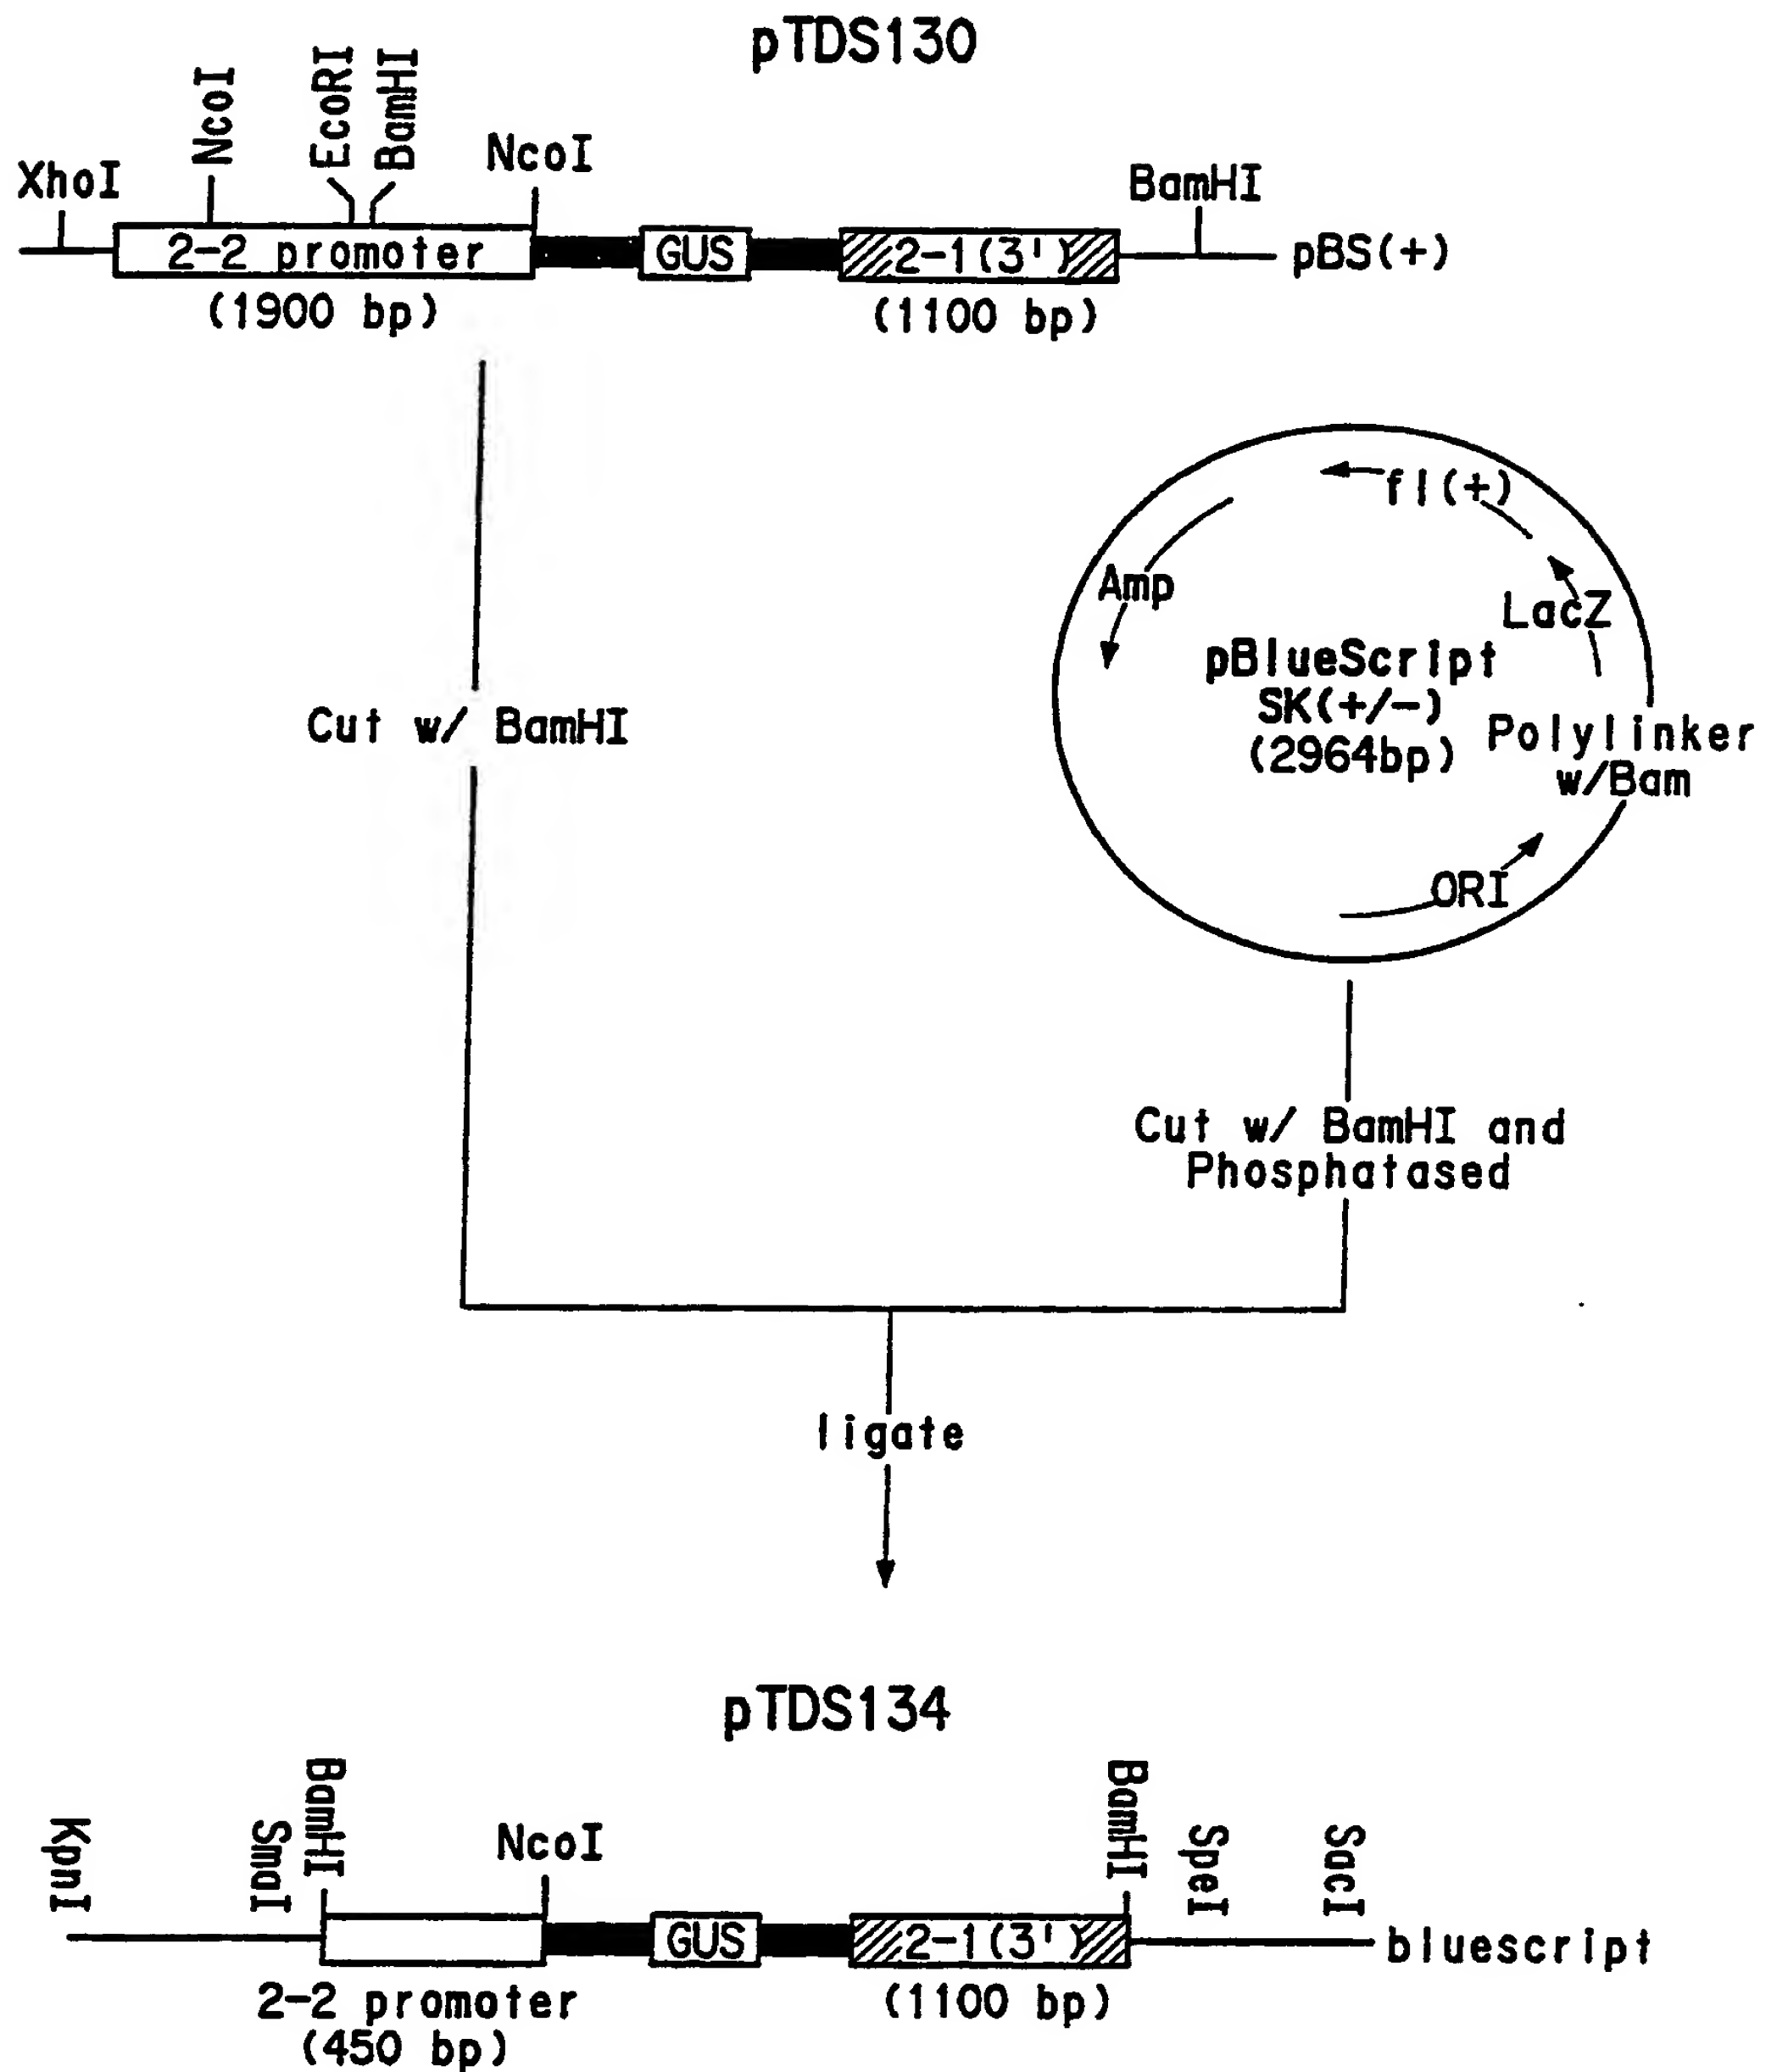 pTDS130
XhoI
NcoI
EcoRI
BamHI
NcoI
BamHI
2-2 promoter
GUS
2-1(3')
pBS(+)
(1900 bp)
(1100 bp)
fl(+)
Amp
LacZ
pBlueScript
SK(+/-)
(2964bp)
Polylinker
w/Bam
ORI
Cut w/ BamHI
Cut w/ BamHI and
Phosphatased
ligate
pTDS134
KpnI
SmaI
BamHI
NcoI
BamHI
SpeI
SacI
GUS
2-1(3')
bluescript
2-2 promoter
(450 bp)
(1100 bp)